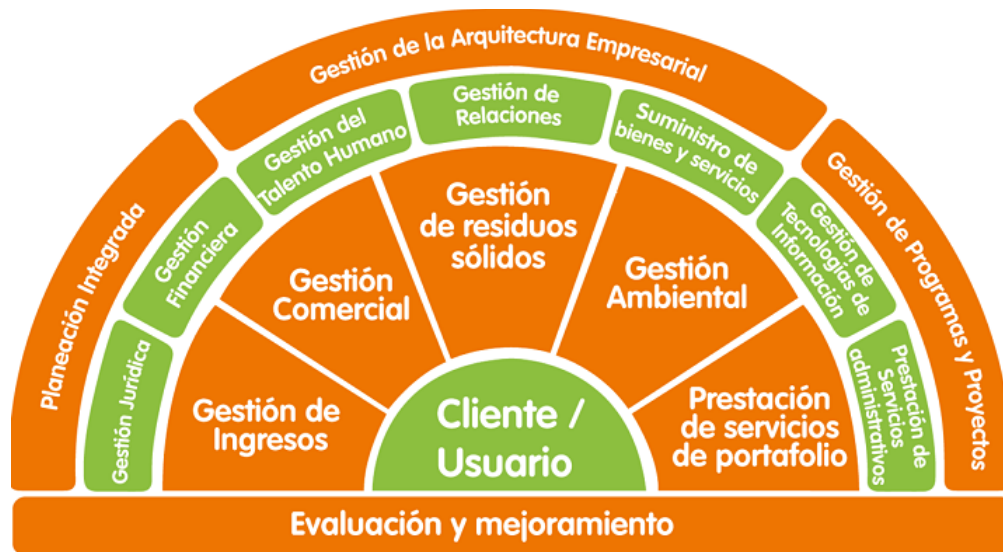 Gestión de la Arquitectura Empresarial
Planeación Integrada
Gestión de Programas y Proyectos
Gestión Jurídica
Gestión
Financiera
Gestión del
Talento Humano
Gestión de
Relaciones
Suministro de
bienes y servicios
Gestión de
Tecnologías de
Información
Prestación de
Servicios
administrativos
Gestión de
Ingresos
Gestión
Comercial
Gestión
de residuos
sólidos
Gestión
Ambiental
Prestación
de servicios
de portafolio
Cliente /
Usuario
Evaluación y mejoramiento